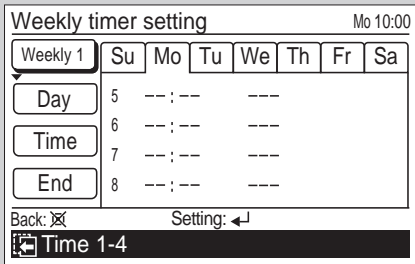 Weekly timer setting Mo 10:00
Weekly 1 Su Mo Tu We Th Fr Sa
Day 5 --:-- ---
6 --:-- ---
Time 7 --:-- ---
End 8 --:-- ---
Back: Setting:
Time 1-4